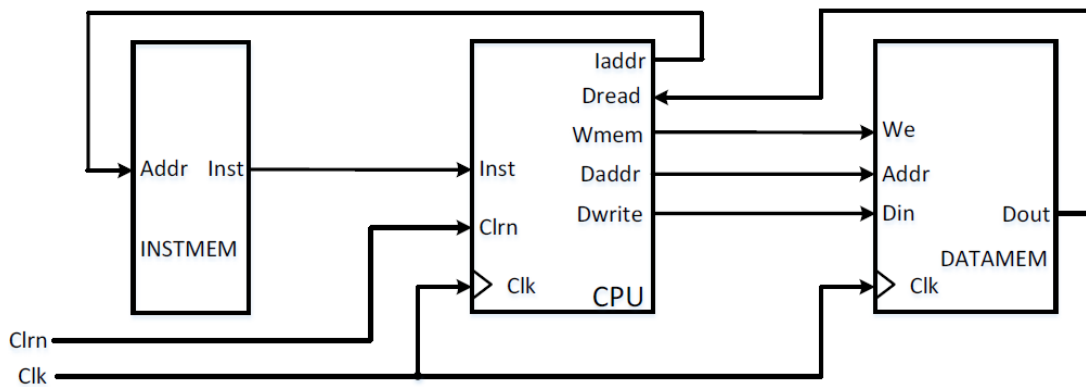 Iaddr
Dread
Wmem
We
Addr
Inst
Inst
Daddr
Addr
Dwrite
Din
Dout
Clrn
INSTMEM
DATAMEM
Clk
Clk
CPU
Clrn
Clk